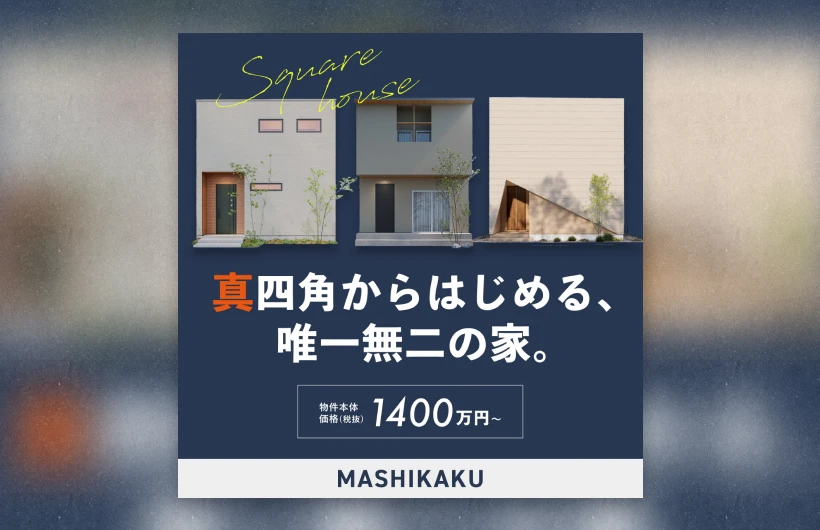 Square
house
真四角からはじめる、
唯一無二の家。
物件本体
価格(税抜) 1400万円~
MASHIKAKU